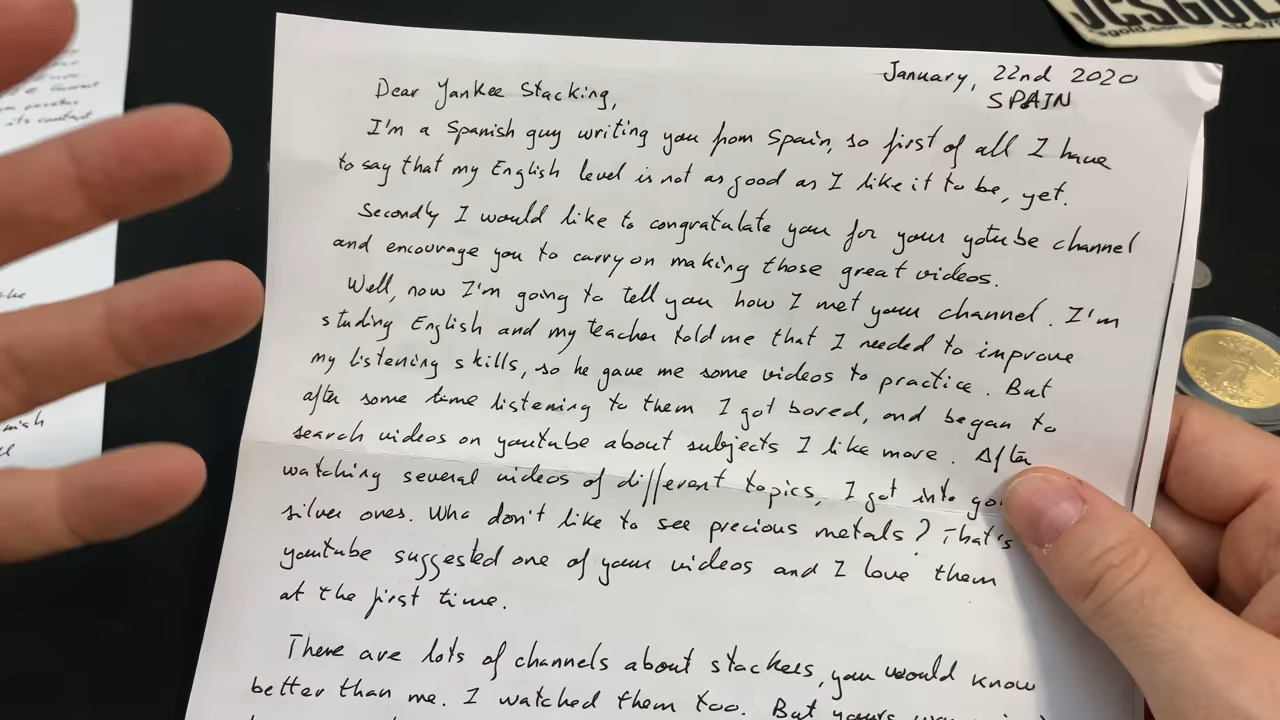 JCSGOL
January, 22nd 2020
SPAIN
Dear Yankee Stacking,
I'm a Spanish guy writing you from Spain, so first of all I have
to say that my English level is not as good as I like it to be, yet.
Secondly I would like to congratulate you for your yotube channel
and encourage you to carry on making those great videos.
Well, now I'm going to tell you how I met your channel. I'm
studing English and my teacher told me that I needed to improve
my listening skills, so he gave me some videos to practice. But
after some time listening to them I got bored, and began to
search videos on youtube about subjects I like more. After
watching several videos of different topics, I got into go
silver ones. Who don't like to see precious metals? That's
youtube suggested one of your videos and I love them
at the first time.
There are lots of channels about stackers, you would know
better than me. I watched them too. But yours